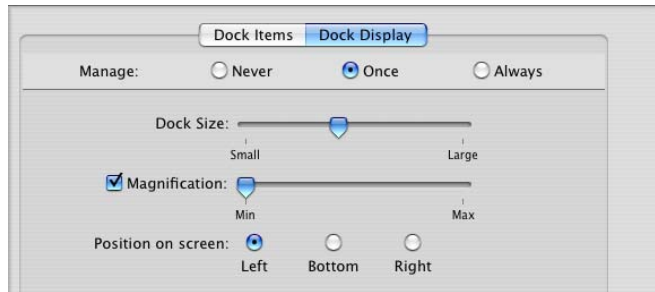 Dock Items Dock Display
Manage: Never Once Always
Dock Size:
Small Large
Magnification:
Min Max
Position on screen:
Left Bottom Right